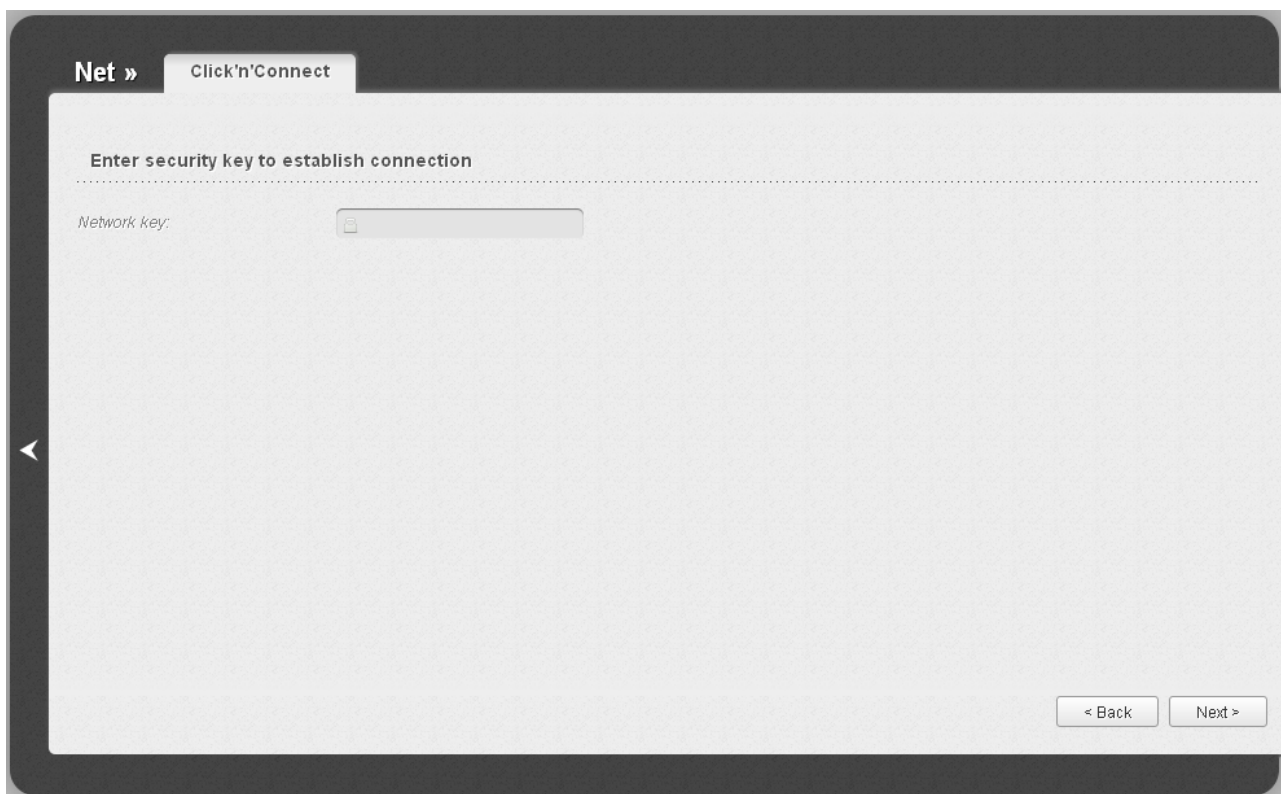 Net » Click'n'Connect
Enter security key to establish connection
Network key:
< Back Next >